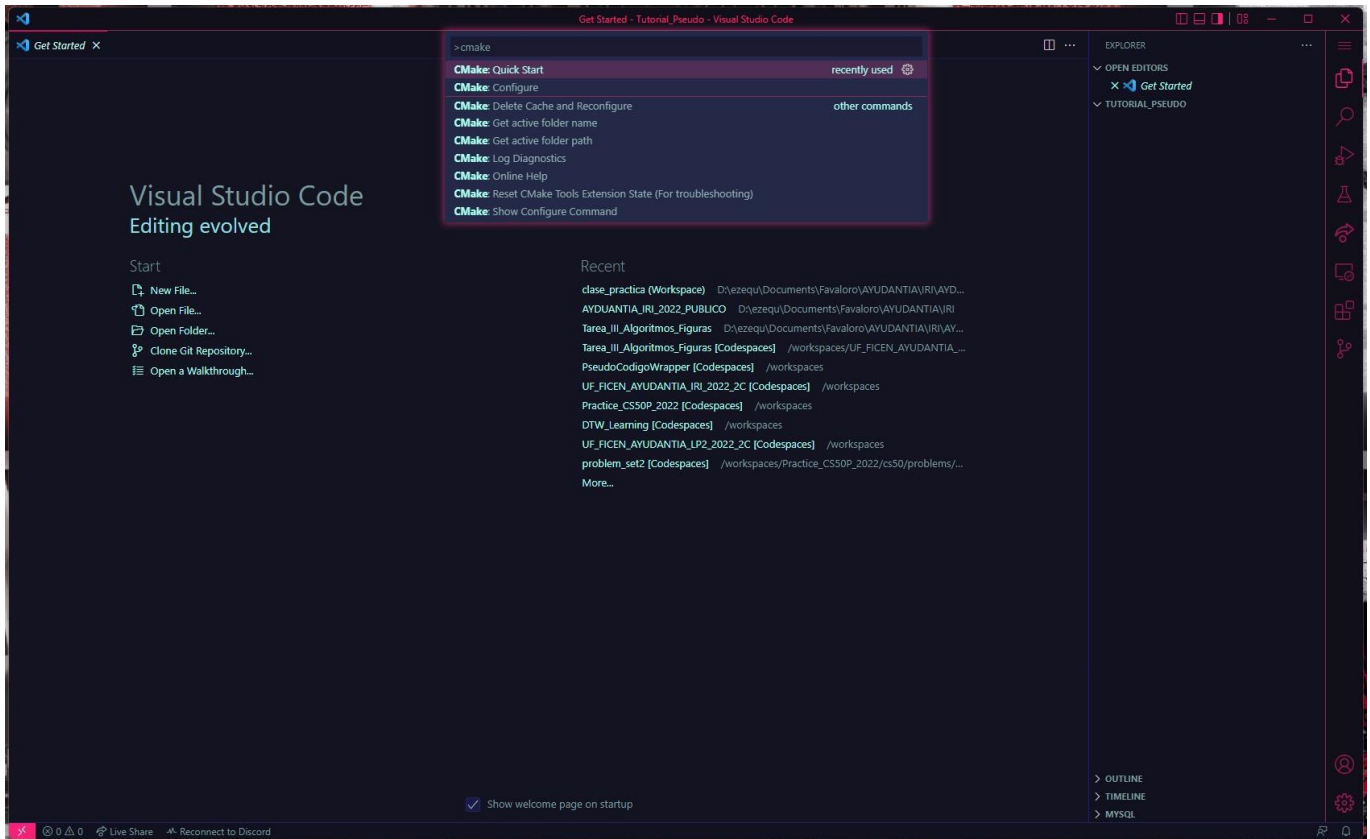 Get Started - Tutorial_Pseudo - Visual Studio Code
Get Started
>cmake
CMake: Quick Start recently used
CMake: Configure
CMake: Delete Cache and Reconfigure other commands
CMake: Get active folder name
CMake: Get active folder path
CMake: Log Diagnostics
CMake: Online Help
CMake: Reset CMake Tools Extension State (For troubleshooting)
CMake: Show Configure Command
Visual Studio Code
Editing evolved
Start
New File...
Open File...
Open Folder...
Clone Git Repository...
Open a Walkthrough...
Recent
clase_practica (Workspace) D:\ezequ\Documents\Favaloro\AYUDANTIA\IRI\AYD...
AYDUANTIA_IRI_2022_PUBLICO D:\ezequ\Documents\Favaloro\AYUDANTIA\IRI
Tarea_III_Algoritmos_Figuras D:\ezequ\Documents\Favaloro\AYUDANTIA\IRI\AY...
Tarea_III_Algoritmos_Figuras [Codespaces] /workspaces/UF_FICEN_AYUDANTIA_...
PseudoCodigoWrapper [Codespaces] /workspaces
UF_FICEN_AYUDANTIA_IRI_2022_2C [Codespaces] /workspaces
Practice_CS50P_2022 [Codespaces] /workspaces
DTW_Learning [Codespaces] /workspaces
UF_FICEN_AYUDANTIA_LP2_2022_2C [Codespaces] /workspaces
problem_set2 [Codespaces] /workspaces/Practice_CS50P_2022/cs50/problems/...
More...
Show welcome page on startup
EXPLORER
OPEN EDITORS
Get Started
TUTORIAL_PSEUDO
OUTLINE
TIMELINE
MYSQL
0 0 Live Share Reconnect to Discord